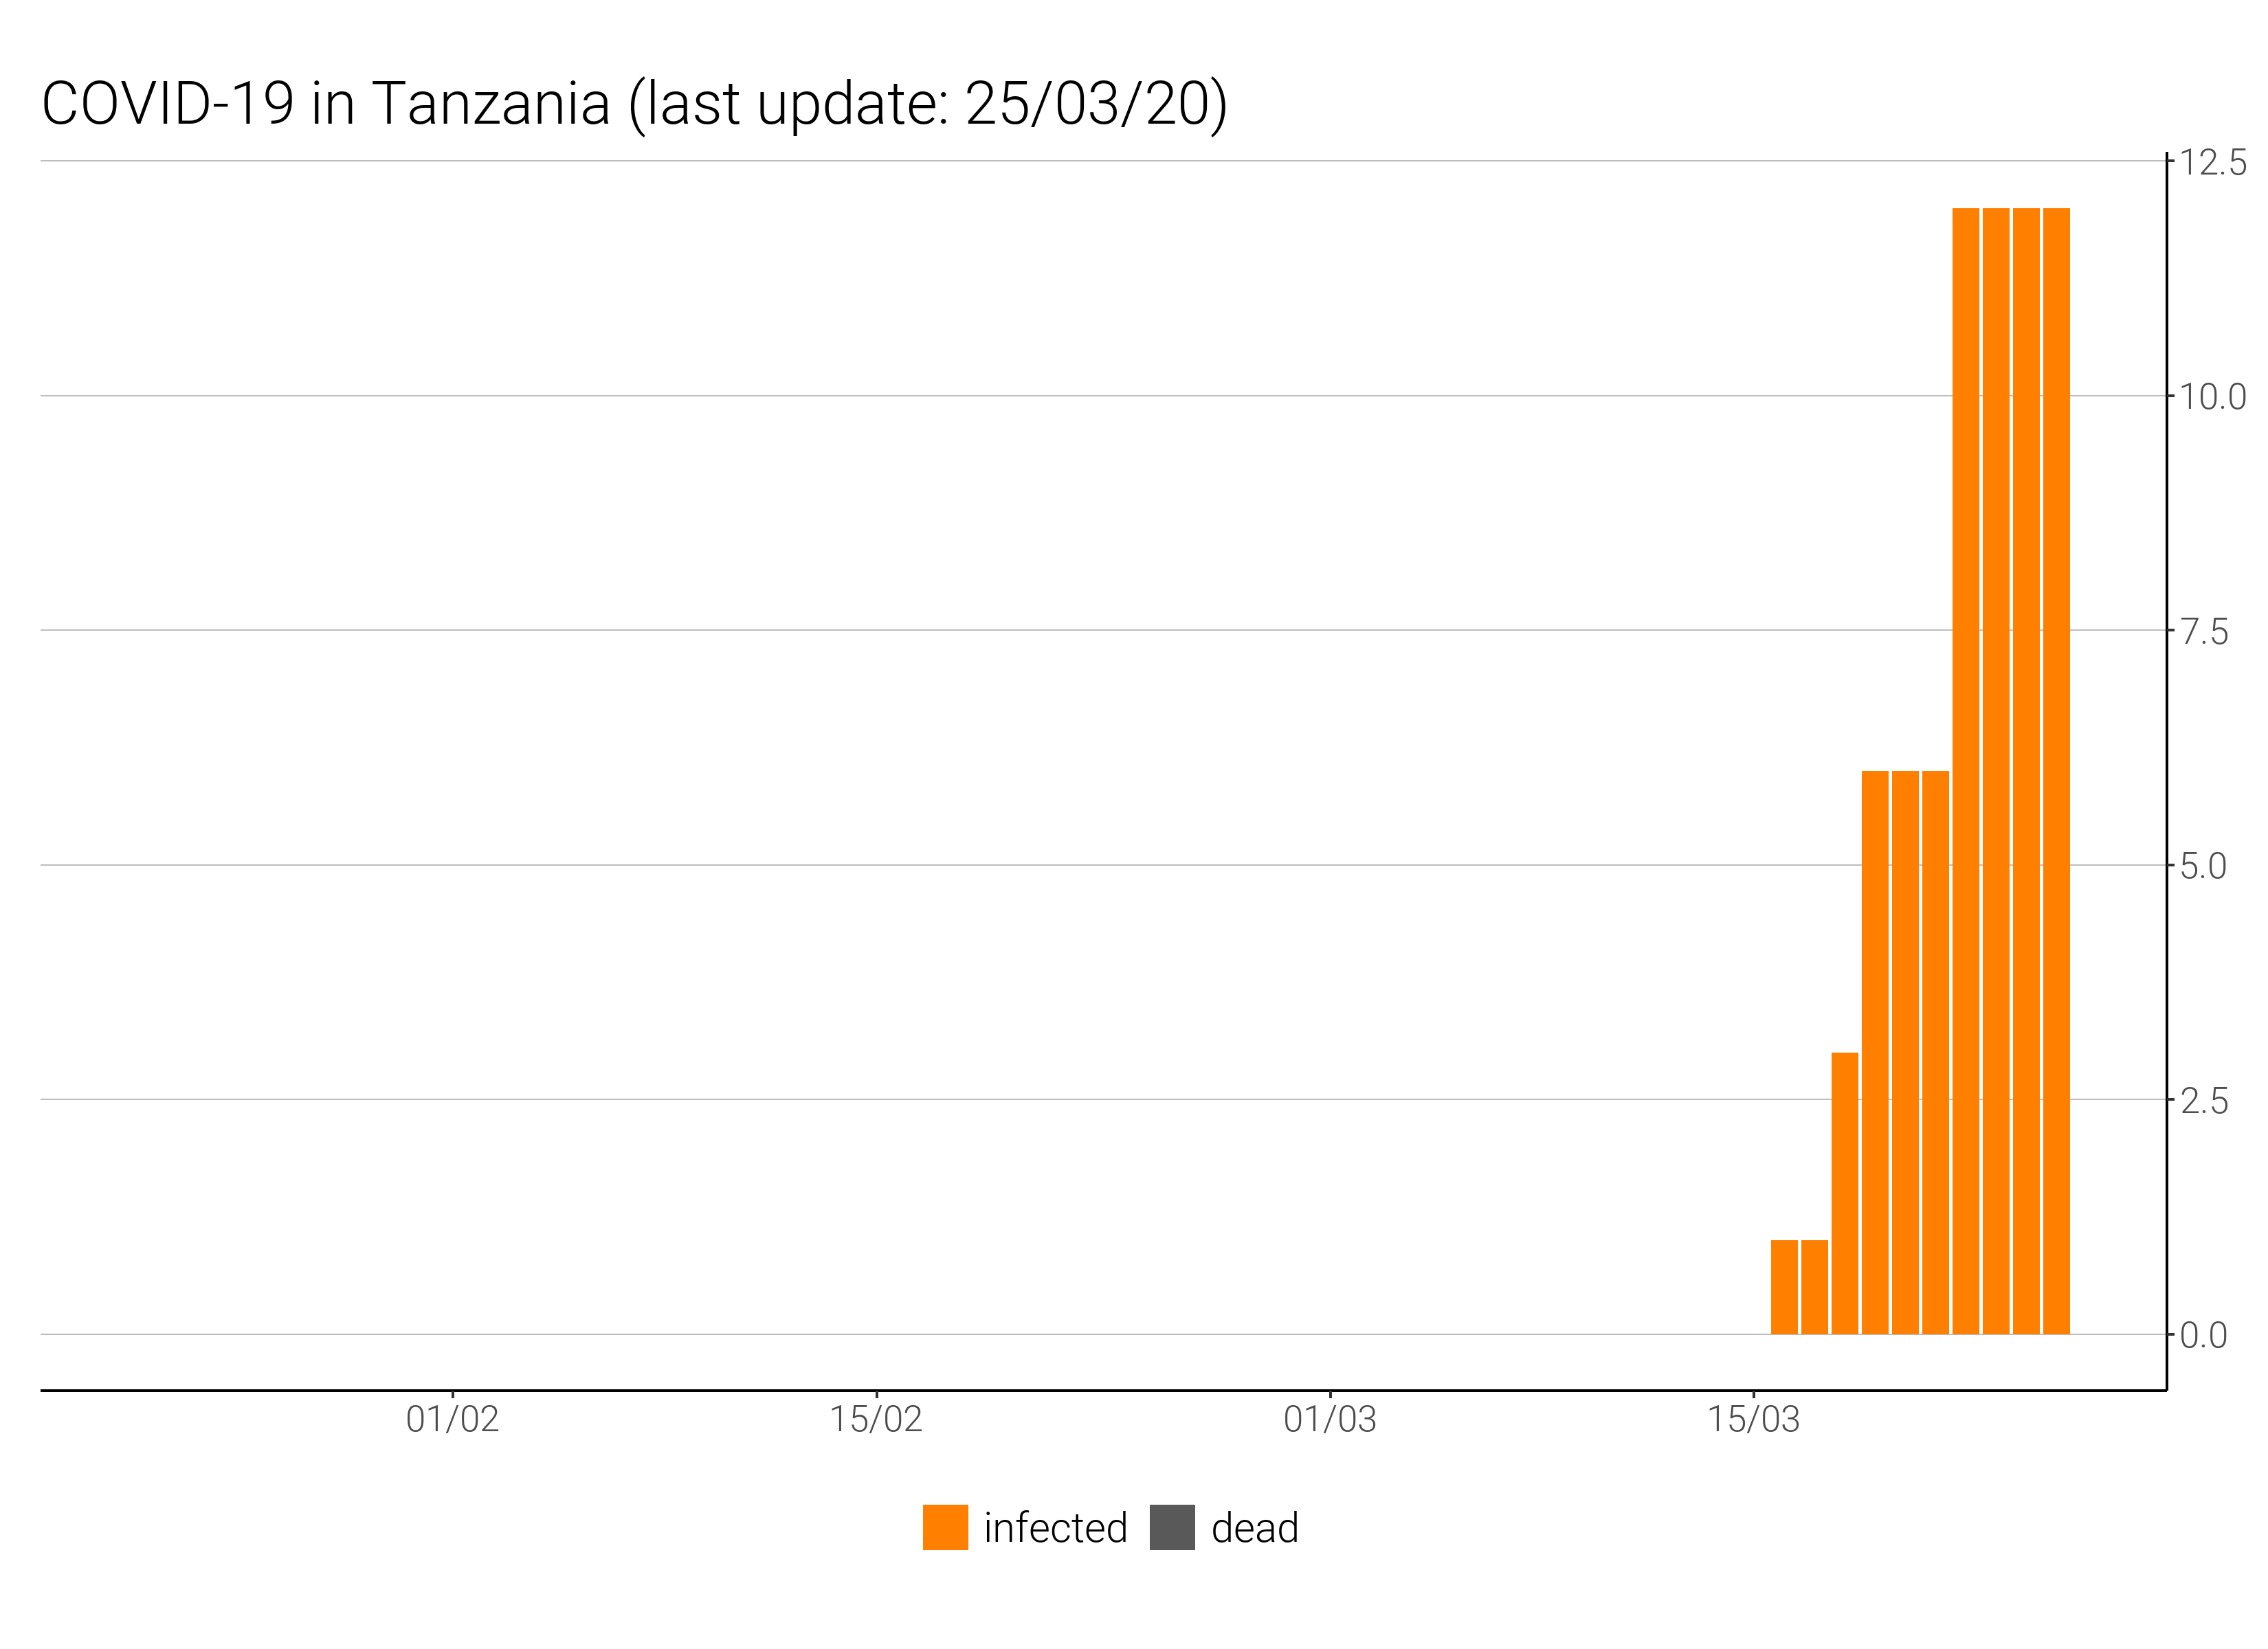 COVID-19 in Tanzania (last update: 25/03/20)
12.5
10.0
7.5
5.0
2.5
0.0
01/02 15/02 01/03 15/03
infected dead